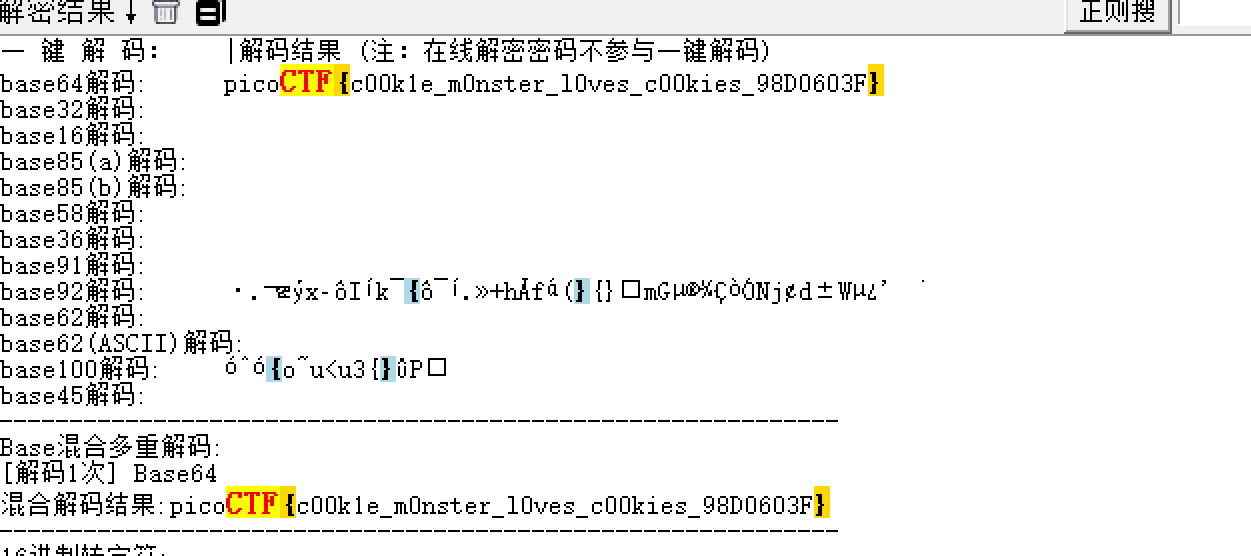 解密结果↓ 正则搜
一 键 解 码: |解码结果 (注: 在线解密密码不参与一键解码)
base64解码: picoCTF{c00k1e_m0nster_l0ves_c00kies_98D0603F}
base32解码:
base16解码:
base85(a)解码:
base85(b)解码:
base58解码:
base36解码:
base91解码:
base92解码:
base62解码:
base62(ASCII)解码:
base100解码:
base45解码:
Base混合多重解码:
[解码1次] Base64
混合解码结果:picoCTF{c00k1e_m0nster_l0ves_c00kies_98D0603F}
16进制转字符: